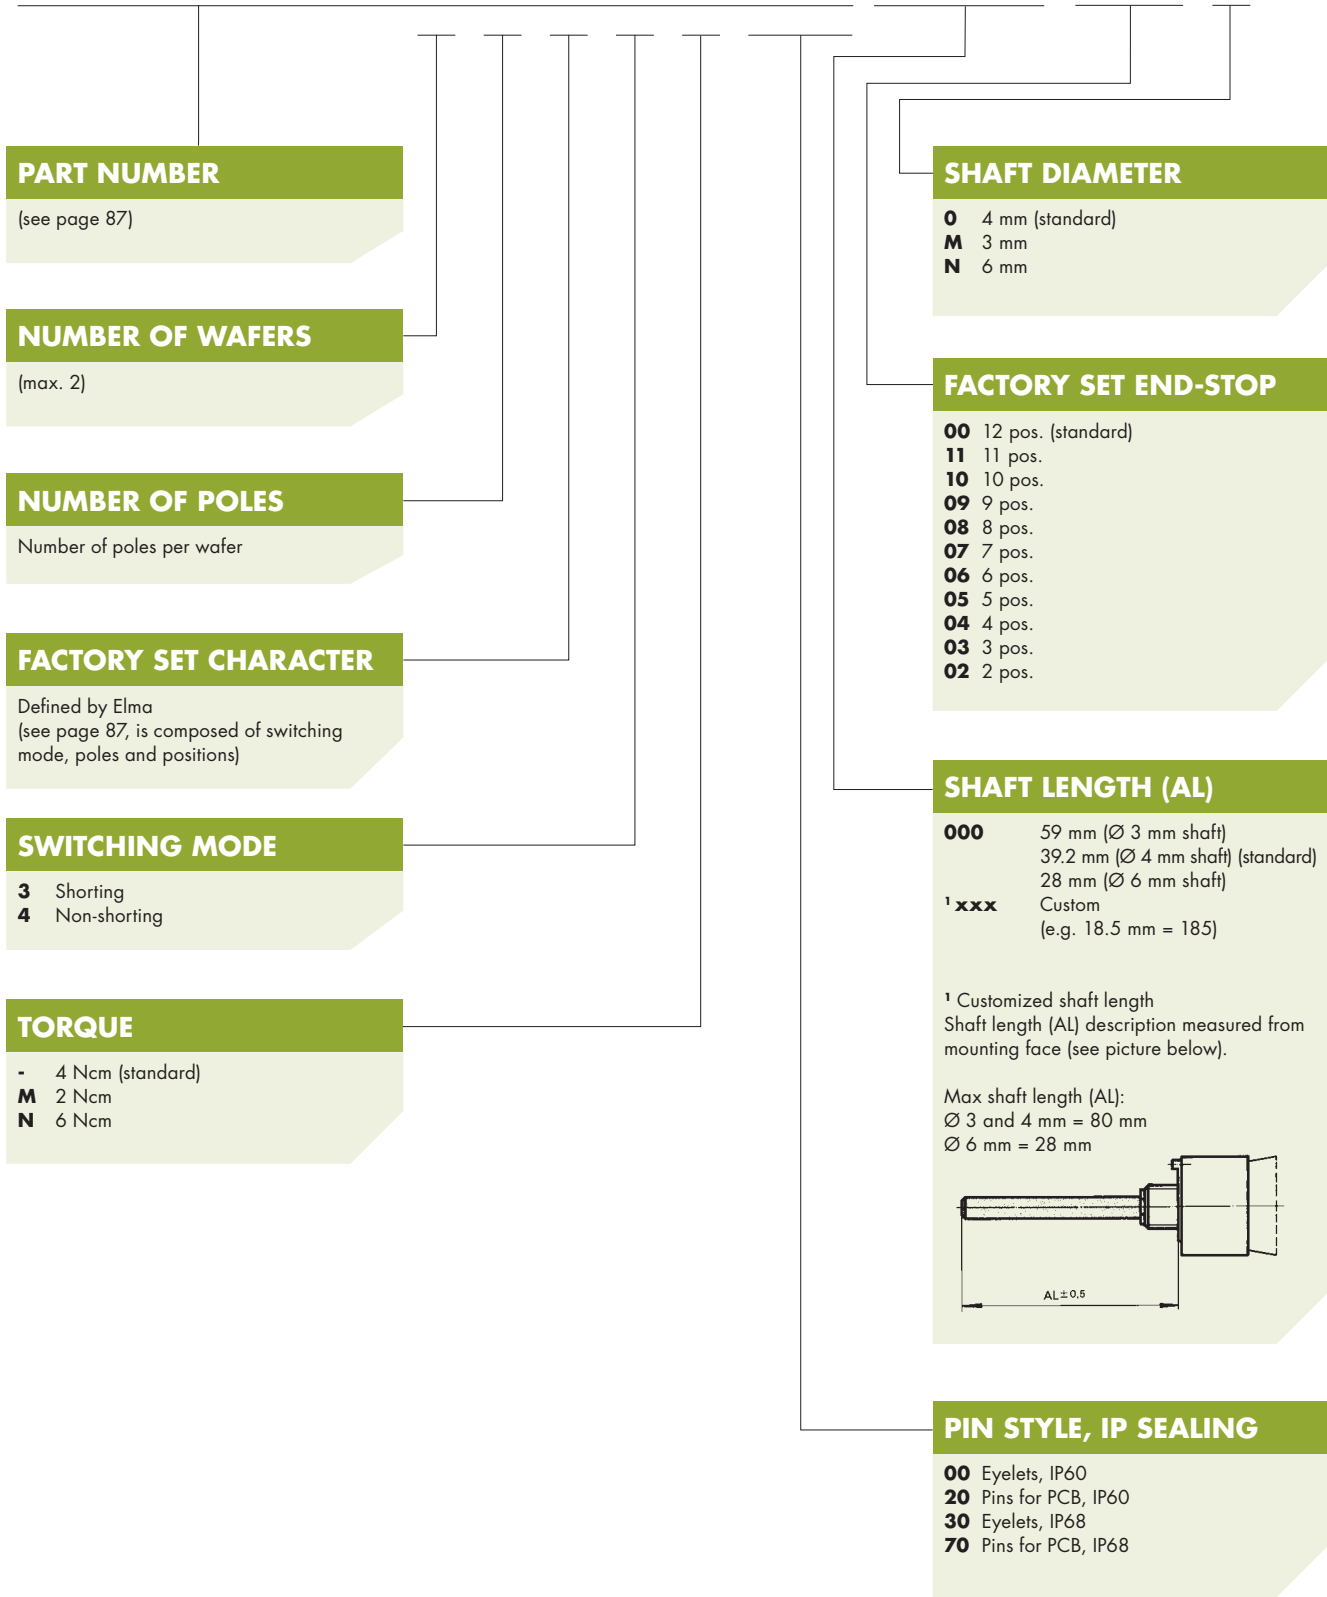 PART NUMBER
(see page 87)
NUMBER OF WAFERS
(max. 2)
NUMBER OF POLES
Number of poles per wafer
FACTORY SET CHARACTER
Defined by Elma
(see page 87, is composed of switching
mode, poles and positions)
SWITCHING MODE
3 Shorting
4 Non-shorting
TORQUE
- 4 Ncm (standard)
M 2 Ncm
N 6 Ncm
SHAFT DIAMETER
0 4 mm (standard)
M 3 mm
N 6 mm
FACTORY SET END-STOP
00 12 pos. (standard)
11 11 pos.
10 10 pos.
09 9 pos.
08 8 pos.
07 7 pos.
06 6 pos.
05 5 pos.
04 4 pos.
03 3 pos.
02 2 pos.
SHAFT LENGTH (AL)
000 59 mm (Ø 3 mm shaft)
39.2 mm (Ø 4 mm shaft) (standard)
28 mm (Ø 6 mm shaft)
¹ xxx Custom
(e.g. 18.5 mm = 185)
¹ Customized shaft length
Shaft length (AL) description measured from
mounting face (see picture below).
Max shaft length (AL):
Ø 3 and 4 mm = 80 mm
Ø 6 mm = 28 mm
AL±0,5
PIN STYLE, IP SEALING
00 Eyelets, IP60
20 Pins for PCB, IP60
30 Eyelets, IP68
70 Pins for PCB, IP68